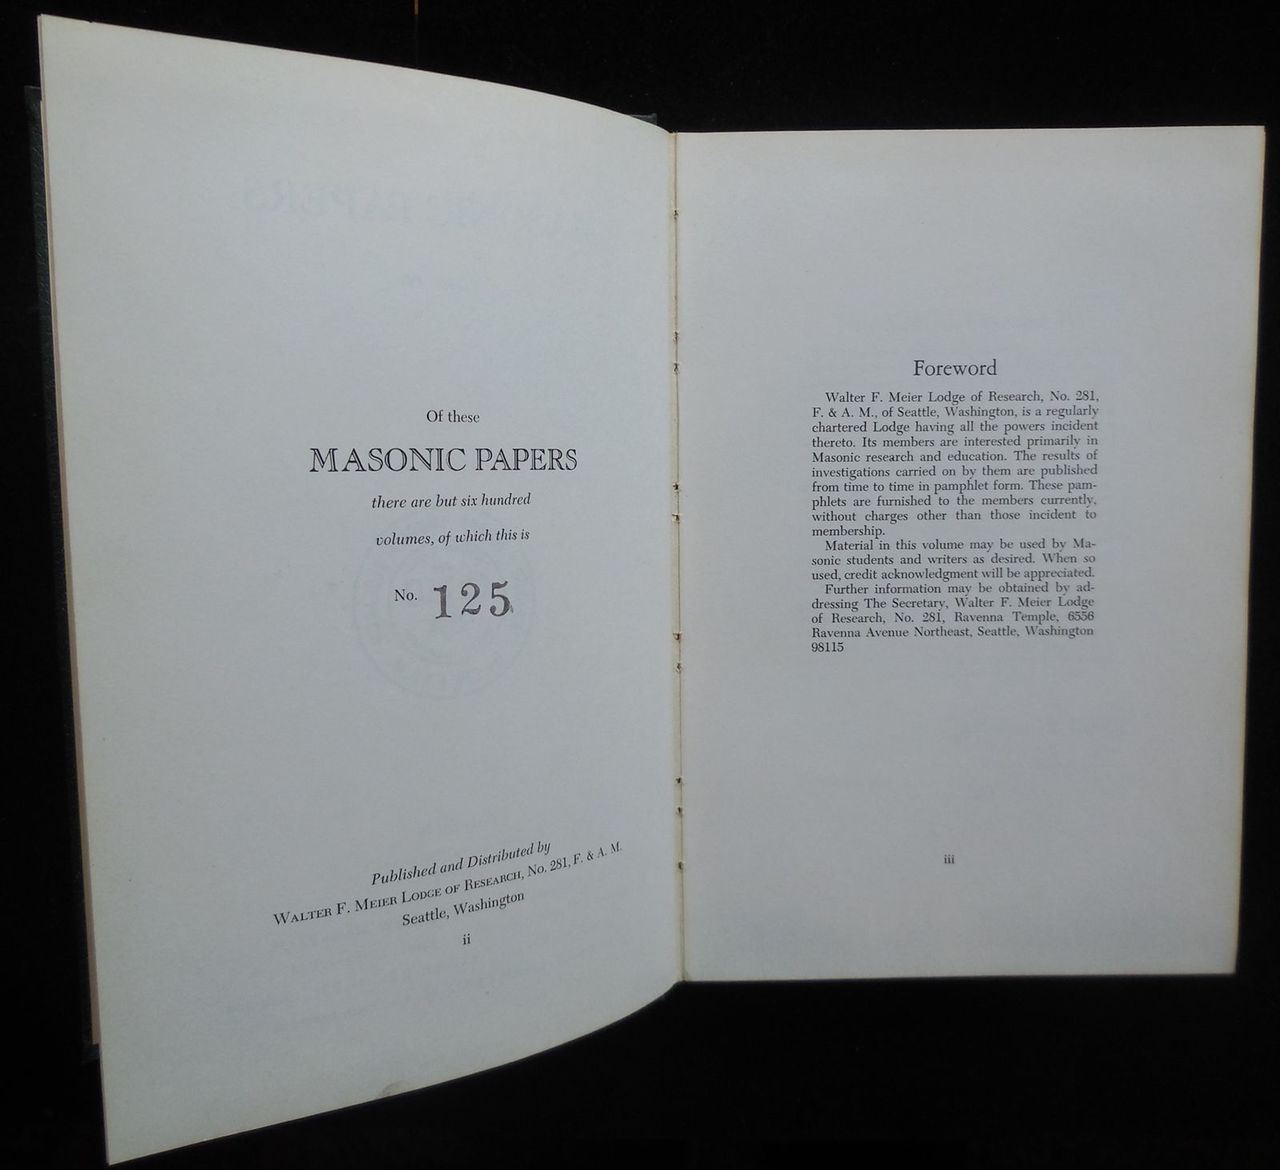 Of these
MASONIC PAPERS
there are but six hundred
volumes, of which this is
No. 125
Published and Distributed by
WALTER F. MEIER LODGE OF RESEARCH, No. 281, F. & A. M.
Seattle, Washington
ii
Foreword
Walter F. Meier Lodge of Research, No. 281,
F. & A. M., of Seattle, Washington, is a regularly
chartered Lodge having all the powers incident
thereto. Its members are interested primarily in
Masonic research and education. The results of
investigations carried on by them are published
from time to time in pamphlet form. These pam-
phlets are furnished to the members currently,
without charges other than those incident to
membership.
Material in this volume may be used by Ma-
sonic students and writers as desired. When so
used, credit acknowledgment will be appreciated.
Further information may be obtained by ad-
dressing The Secretary, Walter F. Meier Lodge
of Research, No. 281, Ravenna Temple, 6556
Ravenna Avenue Northeast, Seattle, Washington
98115
iii